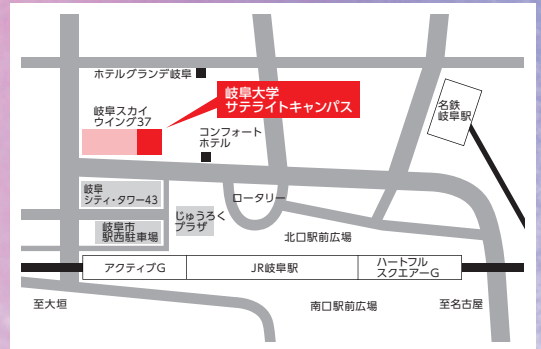 ホテルグランデ岐阜
岐阜大学
サテライトキャンパス
岐阜スカイ
ウイング37
コンフォート
ホテル
名鉄
岐阜駅
岐阜
シティ・タワー43
ロータリー
じゅうろく
プラザ
岐阜市
駅西駐車場
北口駅前広場
アクティブG
JR岐阜駅
ハートフル
スクエアーG
至大垣
南口駅前広場
至名古屋